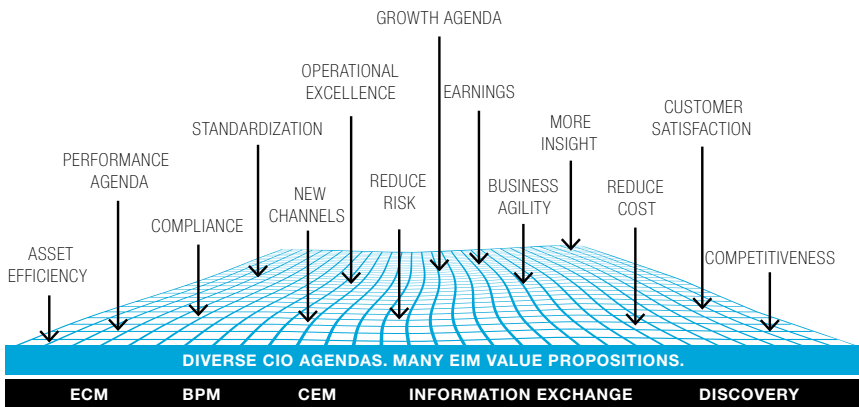 GROWTH AGENDA
OPERATIONAL
EXCELLENCE
EARNINGS
CUSTOMER
SATISFACTION
STANDARDIZATION
MORE
INSIGHT
PERFORMANCE
AGENDA
NEW
CHANNELS
REDUCE
RISK
BUSINESS
AGILITY
REDUCE
COST
COMPLIANCE
ASSET
EFFICIENCY
COMPETITIVENESS
DIVERSE CIO AGENDAS. MANY EIM VALUE PROPOSITIONS.
ECM BPM CEM INFORMATION EXCHANGE DISCOVERY